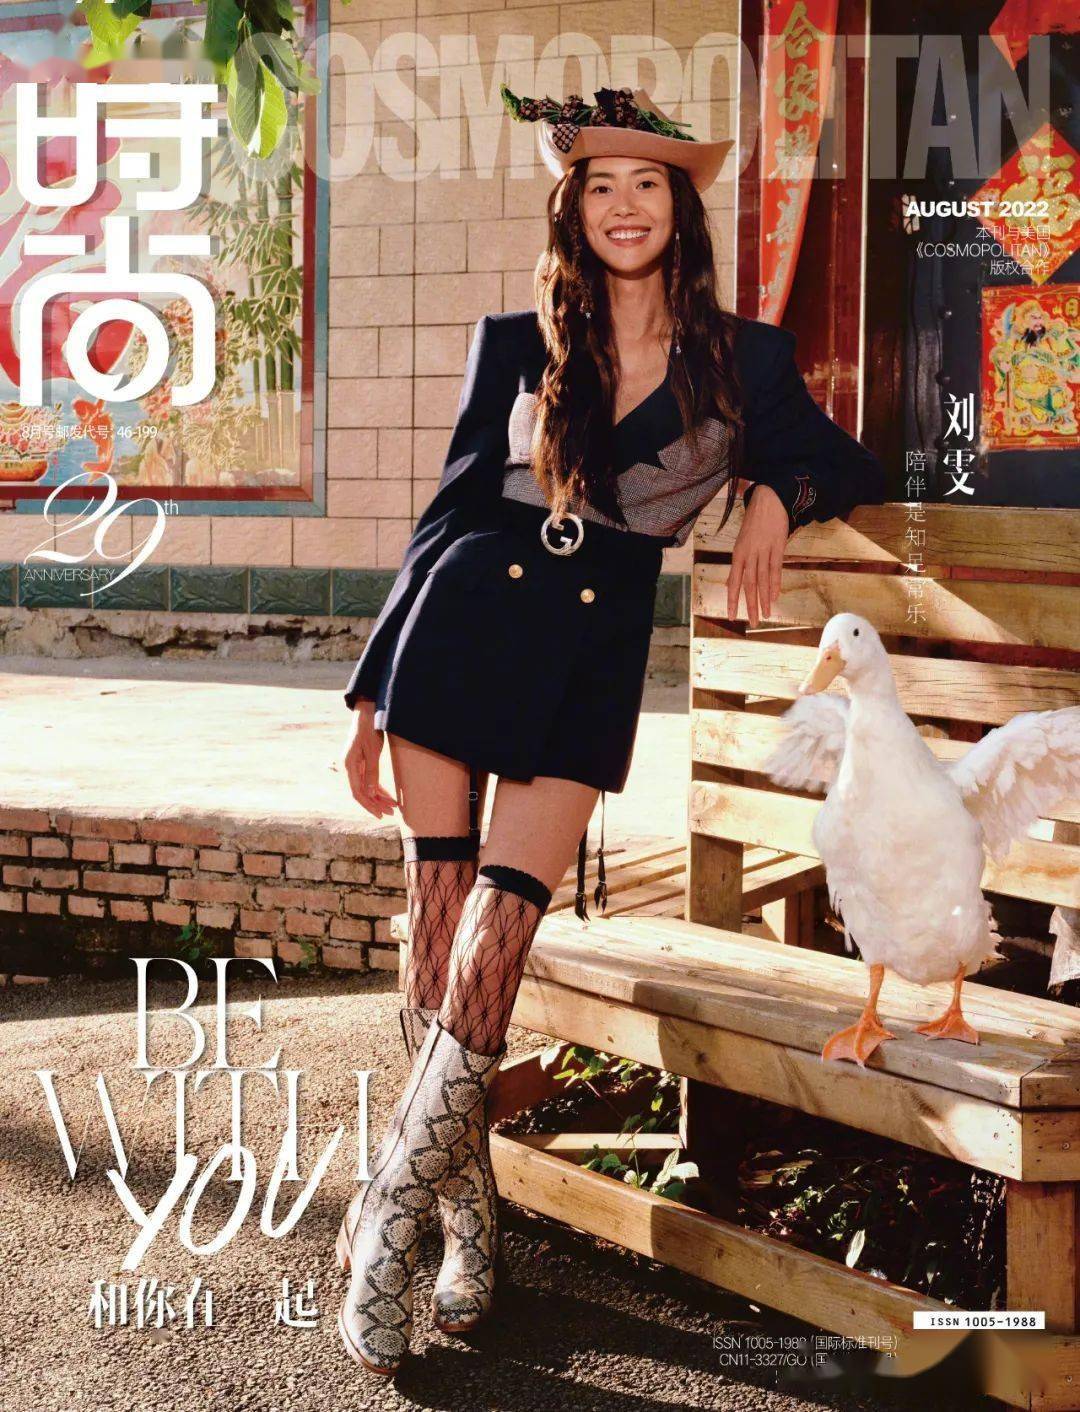 COSMOPOLITAN
时尚
AUGUST 2022
本刊与美国
《COSMOPOLITAN》
版权合作
8月号邮发代号: 46-199
29th
ANNIVERSARY
刘雯
陪伴是知足常乐
合家
BE
WITH
YOU
和你在一起
ISSN 1005-1988
ISSN 1005-198 (国际标准刊号)
CN11-3327/GO